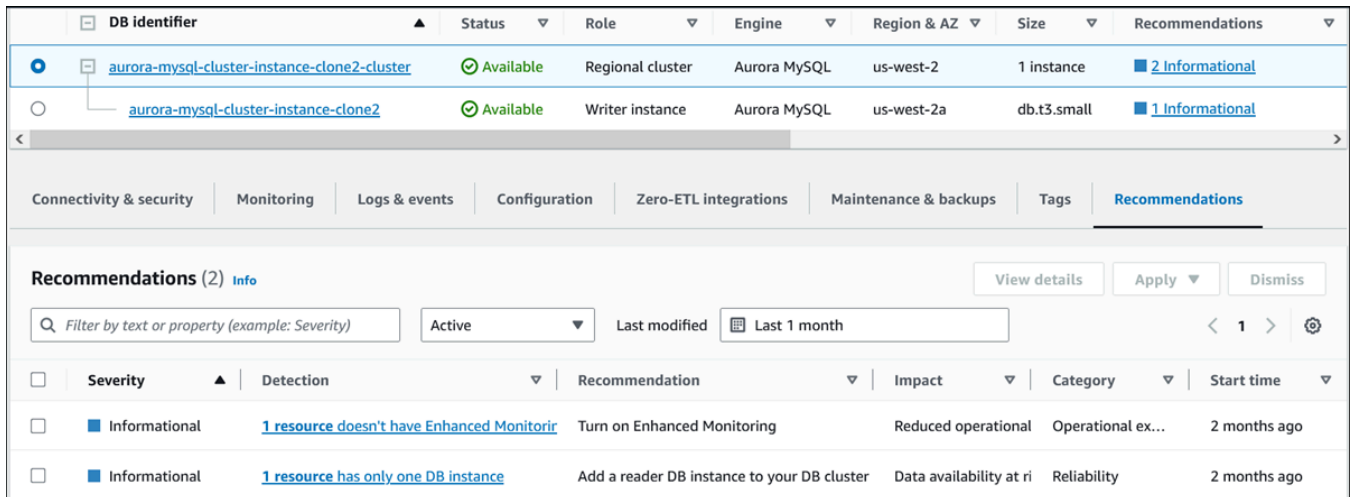 DB identifier Status Role Engine Region & AZ Size Recommendations
aurora-mysql-cluster-instance-clone2-cluster Available Regional cluster Aurora MySQL us-west-2 1 instance 2 Informational
aurora-mysql-cluster-instance-clone2 Available Writer instance Aurora MySQL us-west-2a db.t3.small 1 Informational
Connectivity & security Monitoring Logs & events Configuration Zero-ETL integrations Maintenance & backups Tags Recommendations
Recommendations (2) Info View details Apply Dismiss
Filter by text or property (example: Severity) Active Last modified Last 1 month 1
Severity Detection Recommendation Impact Category Start time
Informational 1 resource doesn't have Enhanced Monitorin Turn on Enhanced Monitoring Reduced operational Operational ex... 2 months ago
Informational 1 resource has only one DB instance Add a reader DB instance to your DB cluster Data availability at ri Reliability 2 months ago